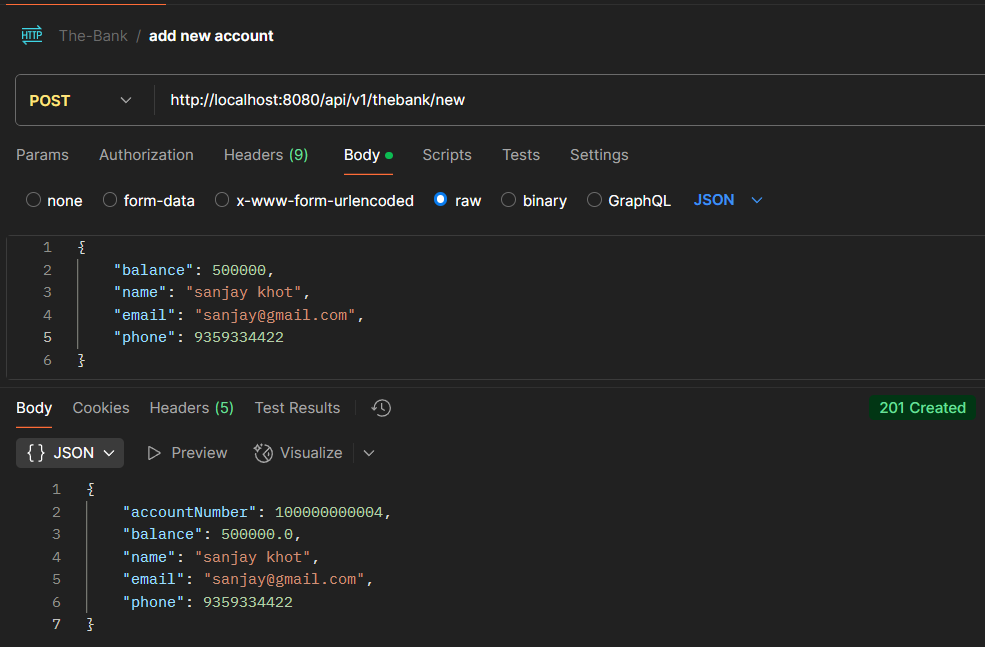 HTTP The-Bank / add new account
POST http://localhost:8080/api/v1/thebank/new
Params Authorization Headers (9) Body Scripts Tests Settings
none form-data x-www-form-urlencoded raw binary GraphQL JSON
1 {
2 "balance": 500000,
3 "name": "sanjay khot",
4 "email": "sanjay@gmail.com",
5 "phone": 9359334422
6 }
Body Cookies Headers (5) Test Results 201 Created
{} JSON Preview Visualize
1 {
2 "accountNumber": 100000000004,
3 "balance": 500000.0,
4 "name": "sanjay khot",
5 "email": "sanjay@gmail.com",
6 "phone": 9359334422
7 }